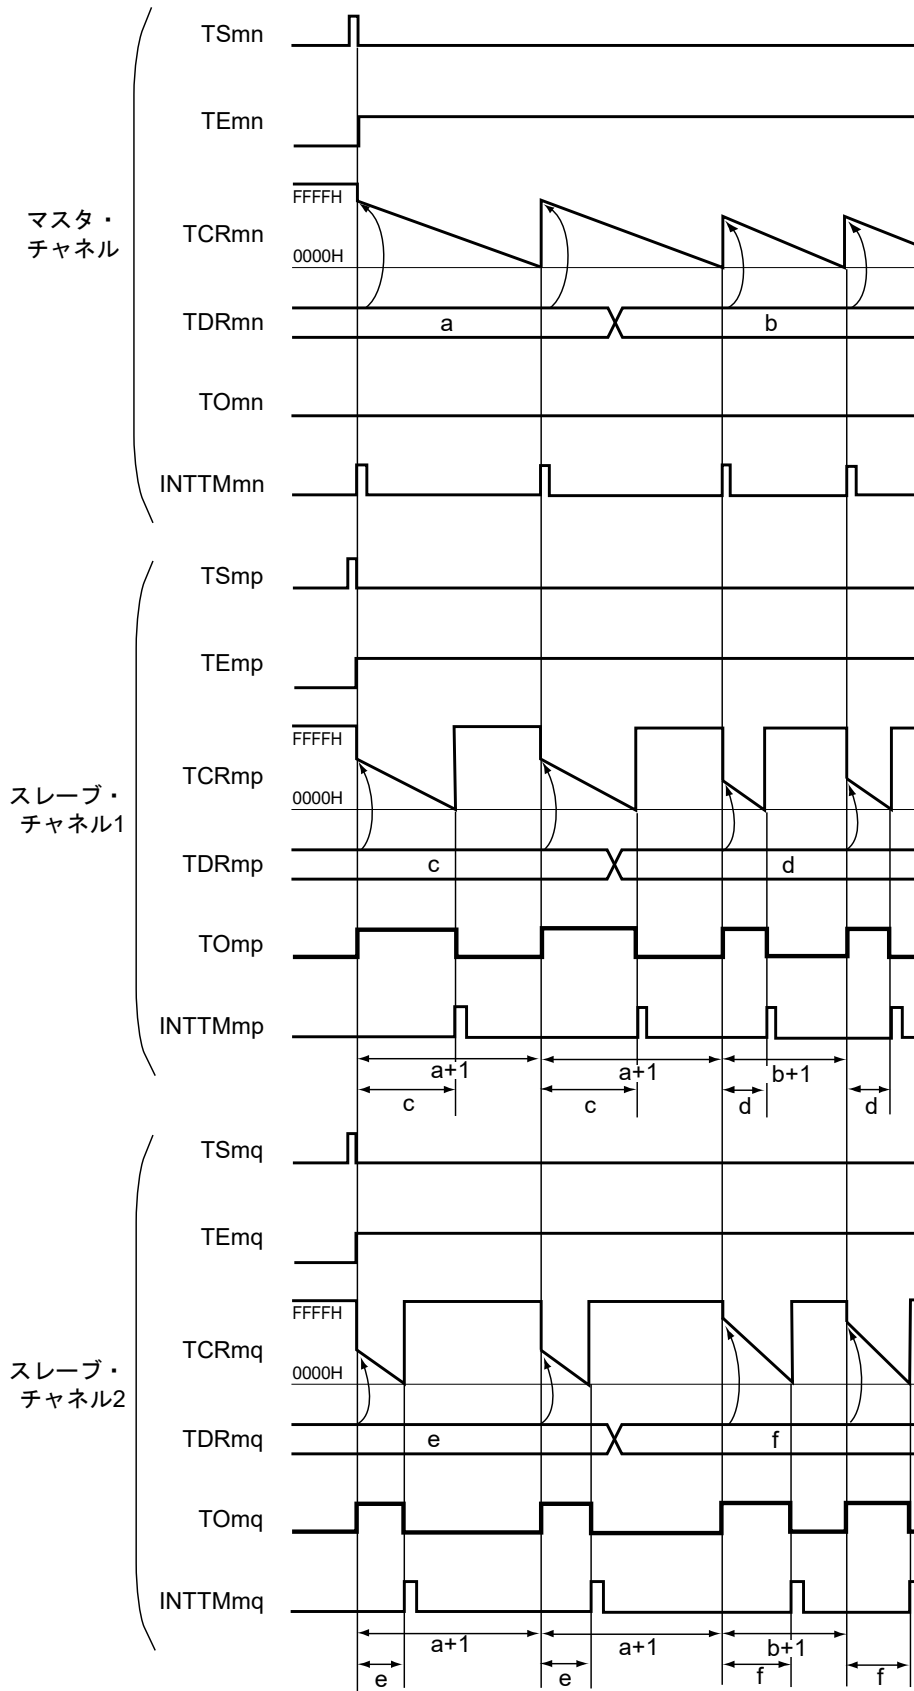 マスタ・
チャネル
TSmn
TEmn
TCRmn
FFFFH
0000H
TDRmn
a
b
TOmn
INTTMmn
スレーブ・
チャネル1
TSmp
TEmp
TCRmp
FFFFH
0000H
TDRmp
c
d
TOmp
INTTMmp
a+1
a+1
b+1
c
c
d
d
スレーブ・
チャネル2
TSmq
TEmq
TCRmq
FFFFH
0000H
TDRmq
e
f
TOmq
INTTMmq
a+1
a+1
b+1
e
e
f
f